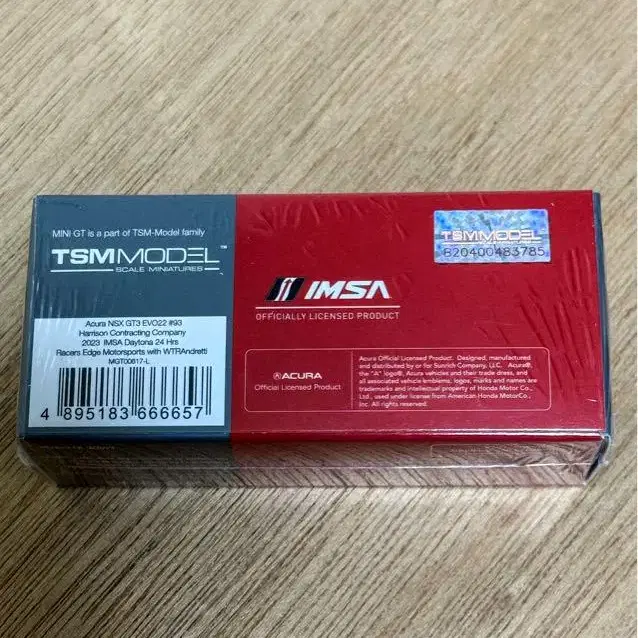 MINI GT is a part of TSM-Model family
TSMMODEL™
SCALE MINIATURES
Acura NSX GT3 EVO22 #93
Harrison Contracting Company
2023 IMSA Daytona 24 Hrs
Racers Edge Motorsports with WTRAndretti
MGT00617-L
4 895183 666657
IMSA
OFFICIALLY LICENSED PRODUCT
TSMMODEL
B20400483785
ACURA
Official Licensed Product
Acura Official Licensed Product. Designed, manufactured
and distributed by or for Sunrich Company, LLC. Acura®,
the "A" logo®, Acura vehicles and their trade dress, and
all associated vehicle emblems, logos, marks and names are
trademarks and intellectual property of Honda Motor Co.,
Ltd., used under license from American Honda MotorCo.,
Inc. All rights reserved.